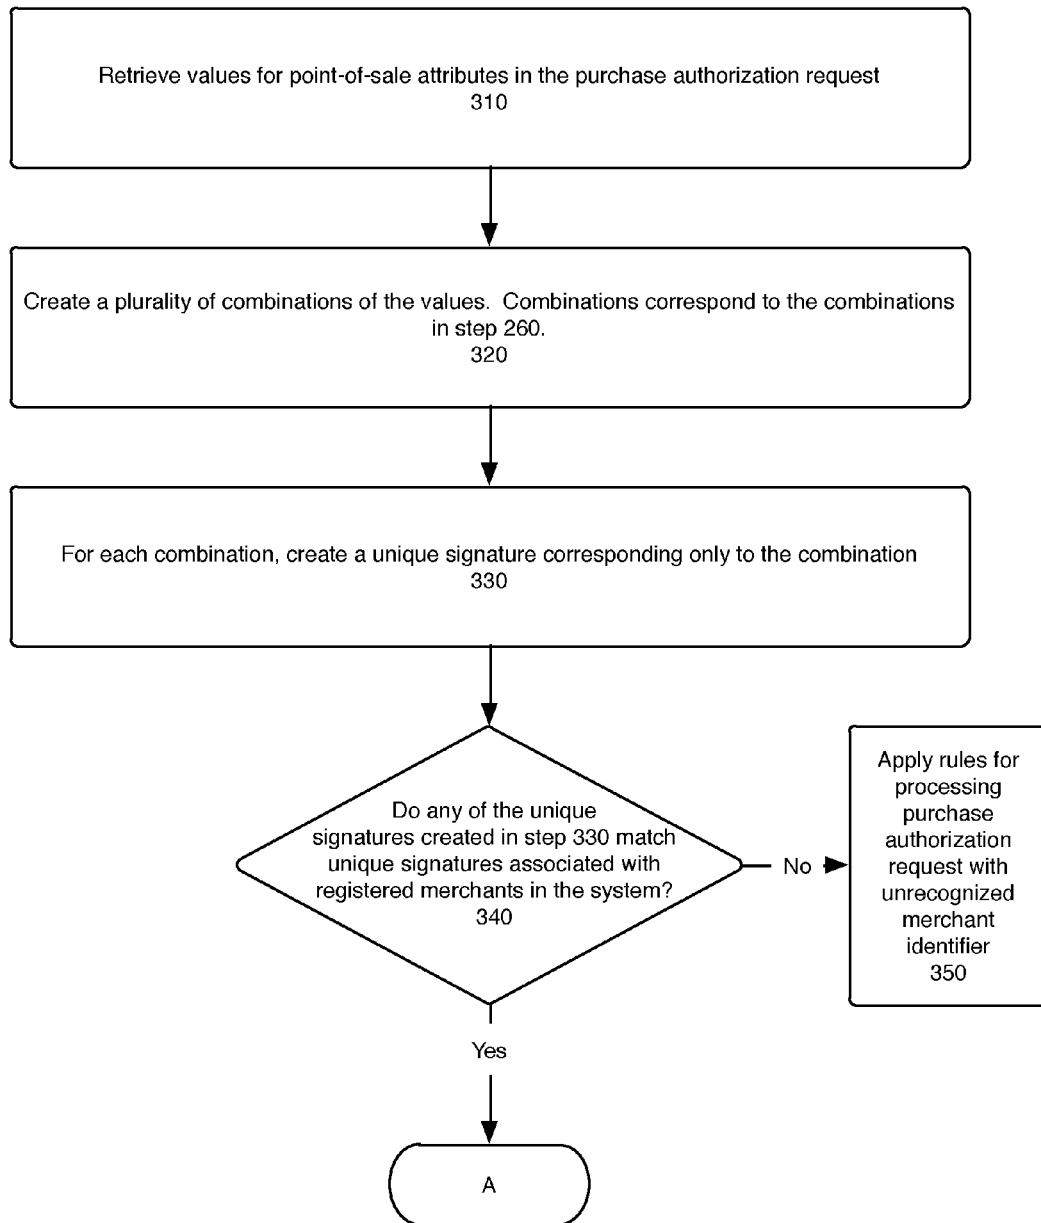 Retrieve values for point-of-sale attributes in the purchase authorization request
310
Create a plurality of combinations of the values.  Combinations correspond to the combinations
in step 260.
320
For each combination, create a unique signature corresponding only to the combination
330
Do any of the unique
signatures created in step 330 match
unique signatures associated with
registered merchants in the system?
340
No
Apply rules for
processing
purchase
authorization
request with
unrecognized
merchant
identifier
350
Yes
A